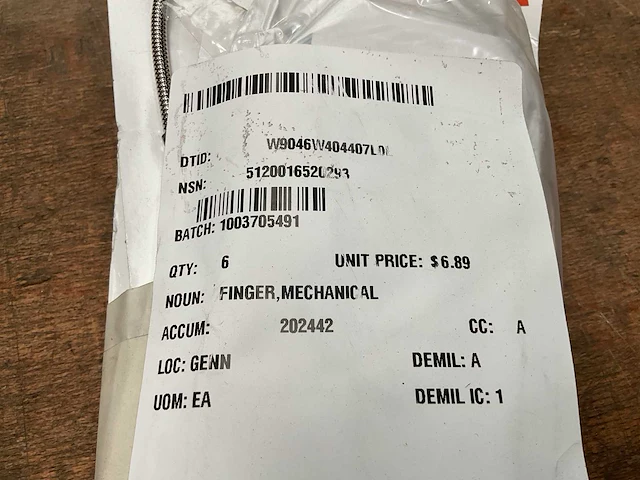 DTID: W9046W404407L0
NSN: 5120016520293
BATCH: 1003705491
QTY: 6 UNIT PRICE: $6.89
NOUN: FINGER,MECHANICAL
ACCUM: 202442 CC: A
LOC: GENN DEMIL: A
UOM: EA DEMIL IC: 1